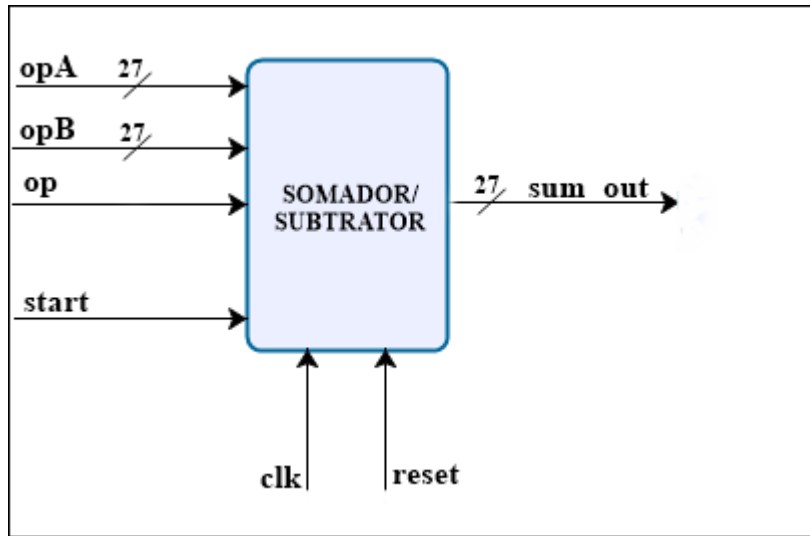 opA 27
opB 27
op
SOMADOR/
SUBTRATOR
27 sum out
start
clk
reset